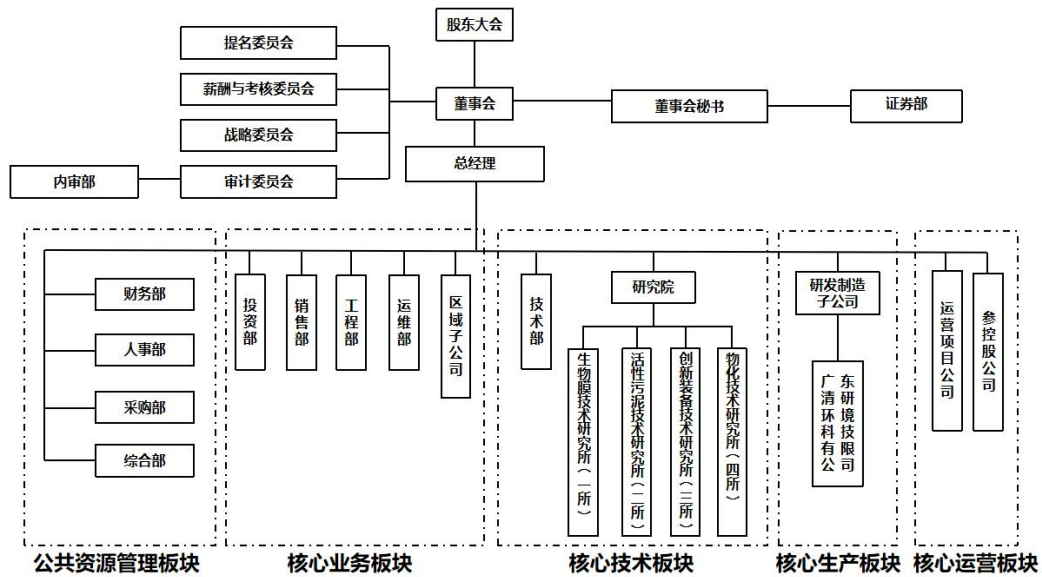 股东大会
提名委员会
薪酬与考核委员会
董事会
董事会秘书
证券部
战略委员会
总经理
内审部
审计委员会
财务部
人事部
采购部
综合部
投资部
销售部
工程部
运维部
区域子公司
技术部
研究院
生物膜技术研究所(一所)
活性污泥技术研究所(二所)
创新装备技术研究所(三所)
物化技术研究所(四所)
研发制造
子公司
广东
清研
环境
科技
有限
公司
运营项目公司
参控股公司
公共资源管理板块
核心业务板块
核心技术板块
核心生产板块
核心运营板块